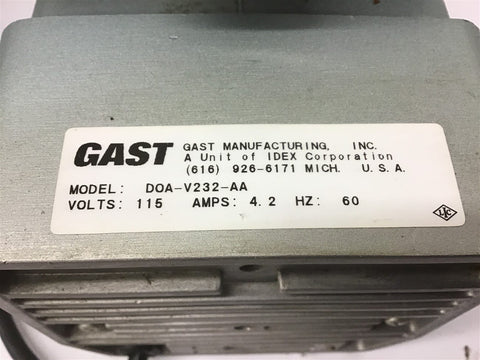 GAST
GAST MANUFACTURING, INC.
A Unit of IDEX Corporation
(616) 926-6171 MICH. U.S.A.
MODEL: DOA-V232-AA
VOLTS: 115 AMPS: 4.2 HZ: 60